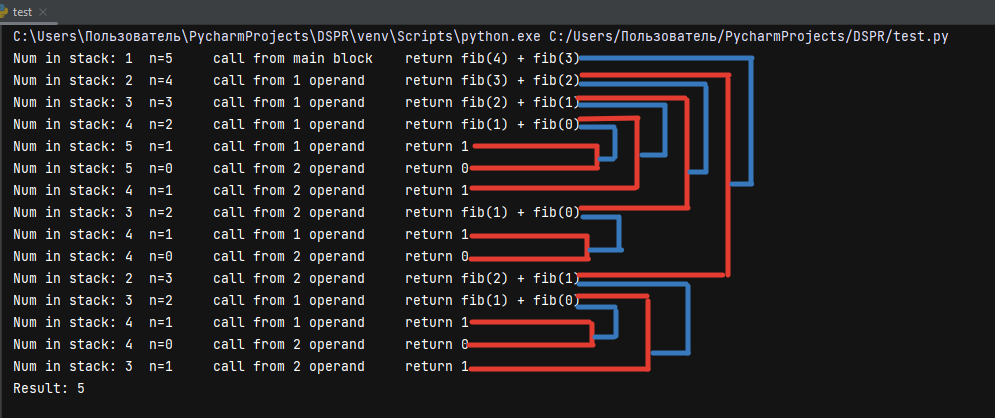 test
C:\Users\Пользователь\PycharmProjects\DSPR\venv\Scripts\python.exe C:/Users/Пользователь/PycharmProjects/DSPR/test.py
Num in stack: 1  n=5     call from main block    return fib(4) + fib(3)
Num in stack: 2  n=4     call from 1 operand     return fib(3) + fib(2)
Num in stack: 3  n=3     call from 1 operand     return fib(2) + fib(1)
Num in stack: 4  n=2     call from 1 operand     return fib(1) + fib(0)
Num in stack: 5  n=1     call from 1 operand     return 1
Num in stack: 5  n=0     call from 2 operand     return 0
Num in stack: 4  n=1     call from 2 operand     return 1
Num in stack: 3  n=2     call from 2 operand     return fib(1) + fib(0)
Num in stack: 4  n=1     call from 1 operand     return 1
Num in stack: 4  n=0     call from 2 operand     return 0
Num in stack: 2  n=3     call from 2 operand     return fib(2) + fib(1)
Num in stack: 3  n=2     call from 1 operand     return fib(1) + fib(0)
Num in stack: 4  n=1     call from 1 operand     return 1
Num in stack: 4  n=0     call from 2 operand     return 0
Num in stack: 3  n=1     call from 2 operand     return 1
Result: 5